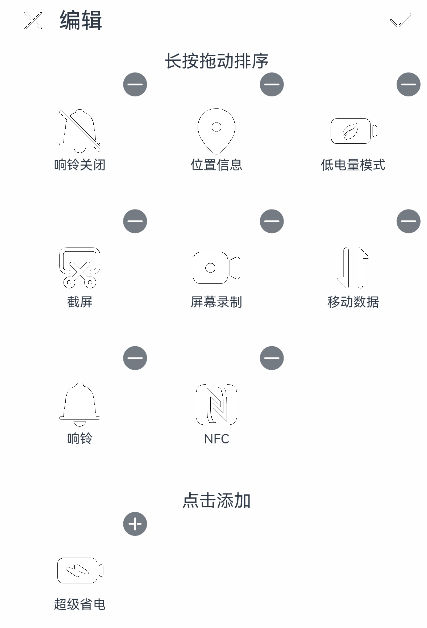 编辑
长按拖动排序
响铃关闭 位置信息 低电量模式
截屏 屏幕录制 移动数据
响铃 NFC
点击添加
超级省电